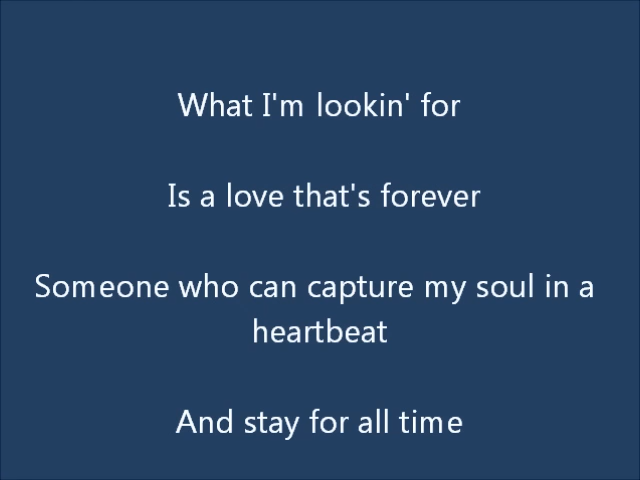 What I'm lookin' for
Is a love that's forever
Someone who can capture my soul in a
heartbeat
And stay for all time